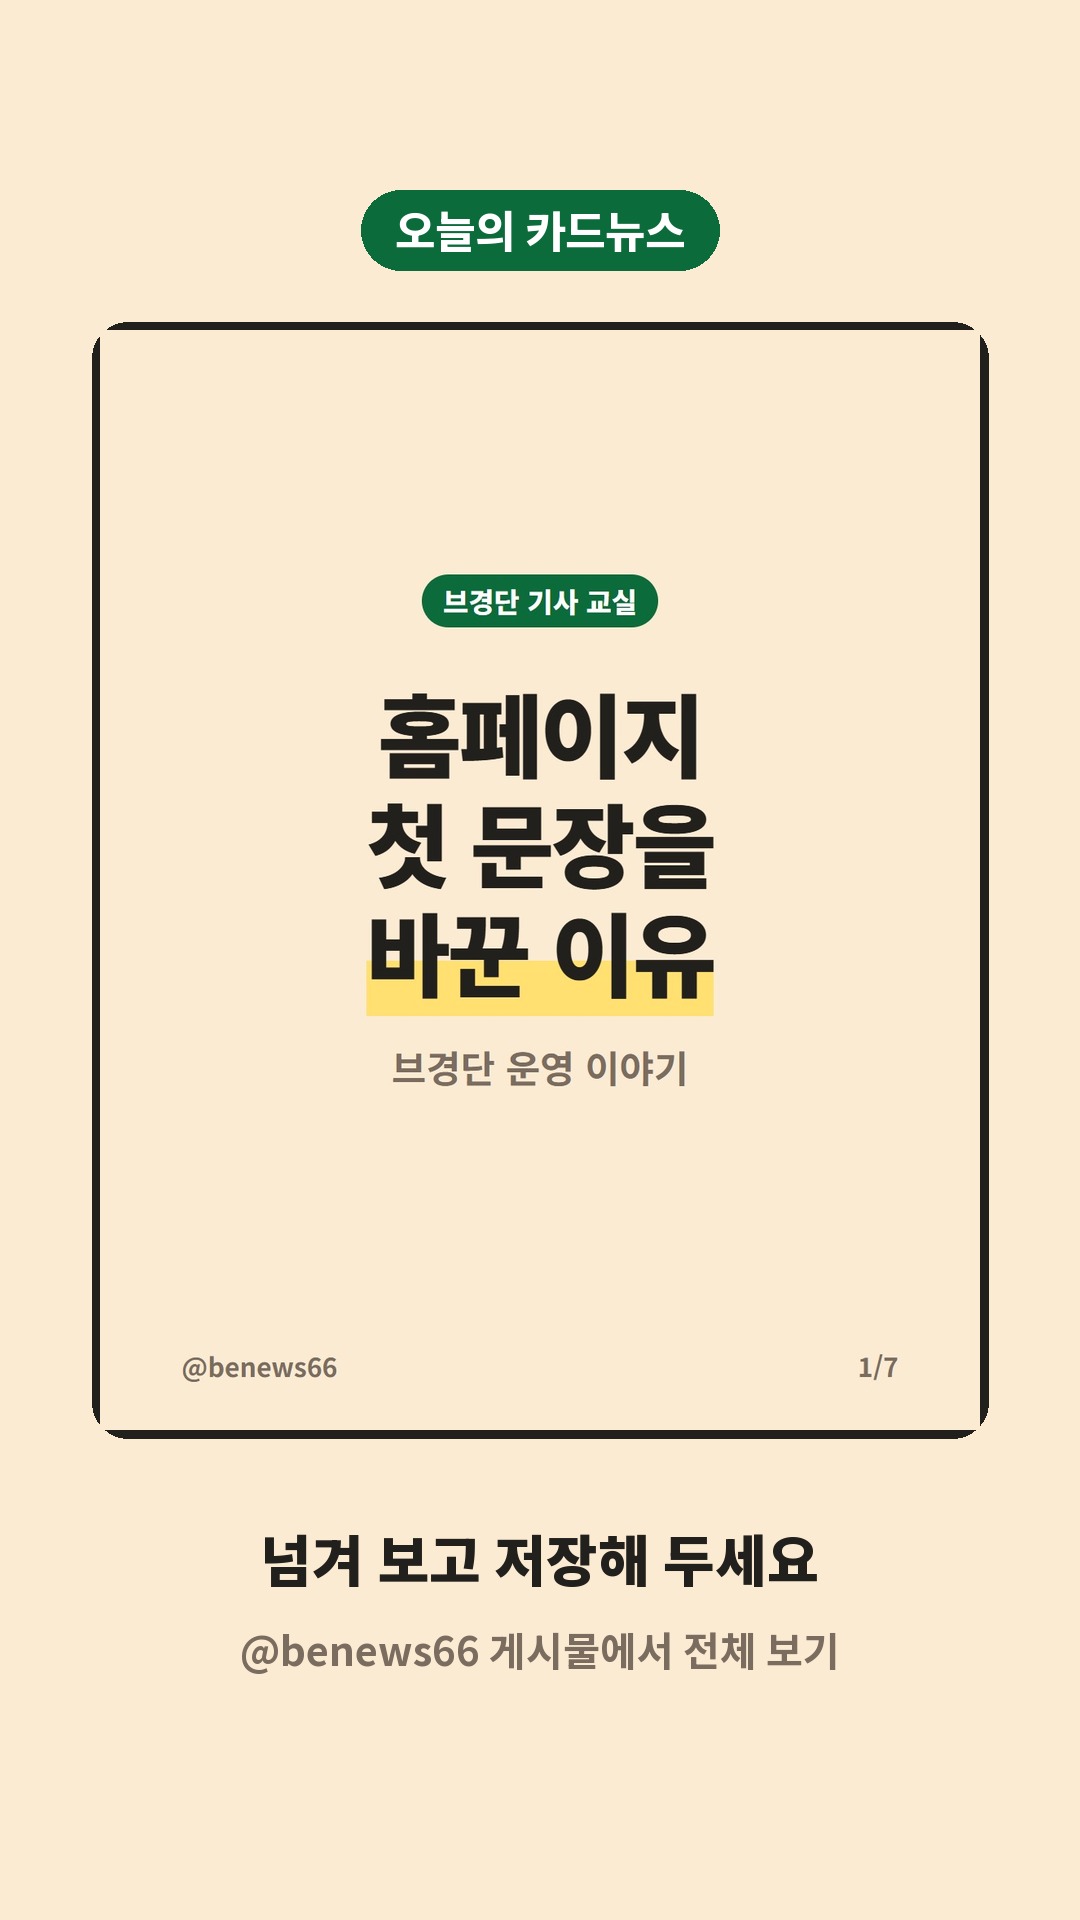 오늘의 카드뉴스
브경단 기사 교실
홈페이지
첫 문장을
바꾼 이유
브경단 운영 이야기
@benews66
1/7
넘겨 보고 저장해 두세요
@benews66 게시물에서 전체 보기